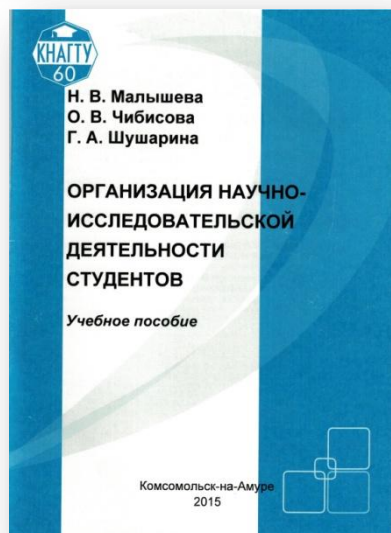 КНАГТУ
60
Н. В. Малышева
О. В. Чибисова
Г. А. Шушарина
ОРГАНИЗАЦИЯ НАУЧНО-
ИССЛЕДОВАТЕЛЬСКОЙ
ДЕЯТЕЛЬНОСТИ
СТУДЕНТОВ
Учебное пособие
Комсомольск-на-Амуре
2015